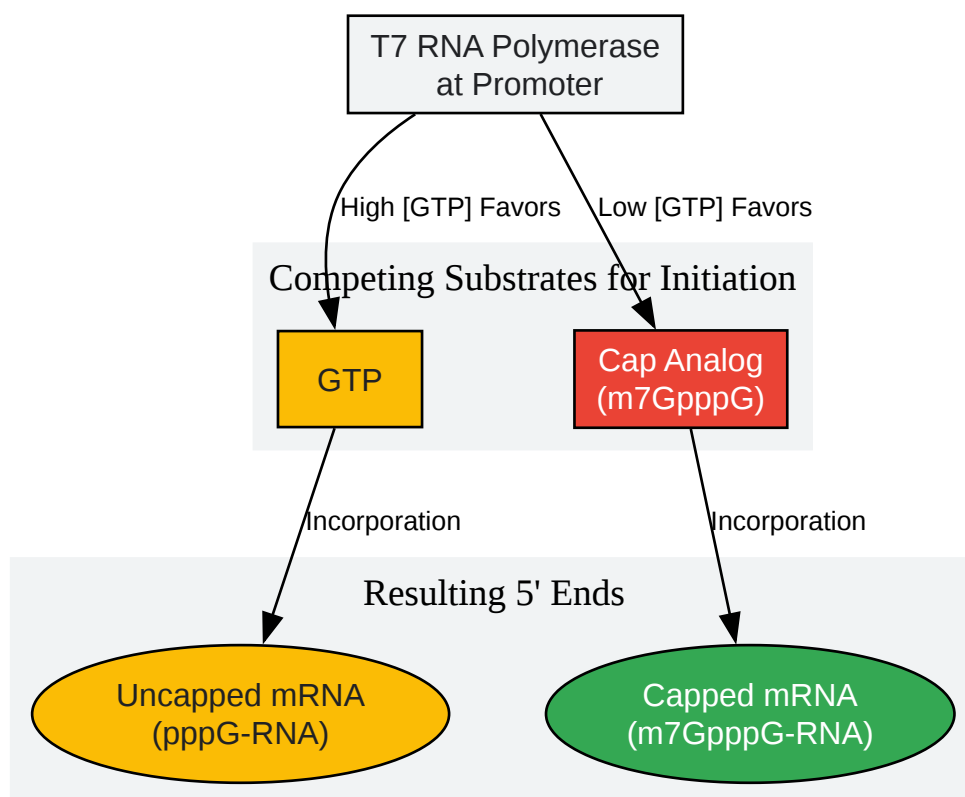 T7 RNA Polymerase
at Promoter
High [GTP] Favors
Low [GTP] Favors
Competing Substrates for Initiation
GTP
Cap Analog
(m7GpppG)
Incorporation
Incorporation
Resulting 5' Ends
Uncapped mRNA
(pppG-RNA)
Capped mRNA
(m7GpppG-RNA)